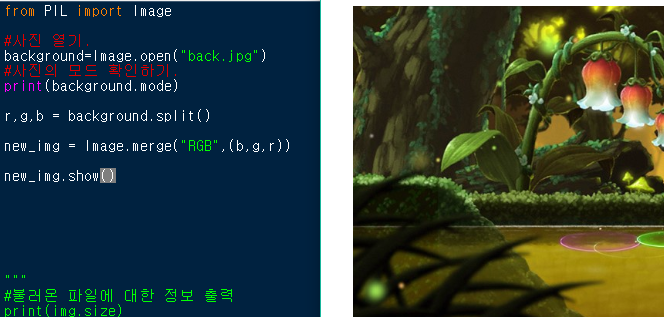 from PIL import Image
#사진 열기.
background=Image.open("back.jpg")
#사진의 모드 확인하기.
print(background.mode)
r,g,b = background.split()
new_img = Image.merge("RGB",(b,g,r))
new_img.show()
"""
#불러온 파일에 대한 정보 출력
print(img.size)